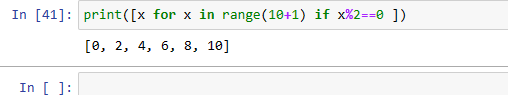 In [41]: print([x for x in range(10+1) if x%2==0 ])
[0, 2, 4, 6, 8, 10]
In [ ]: